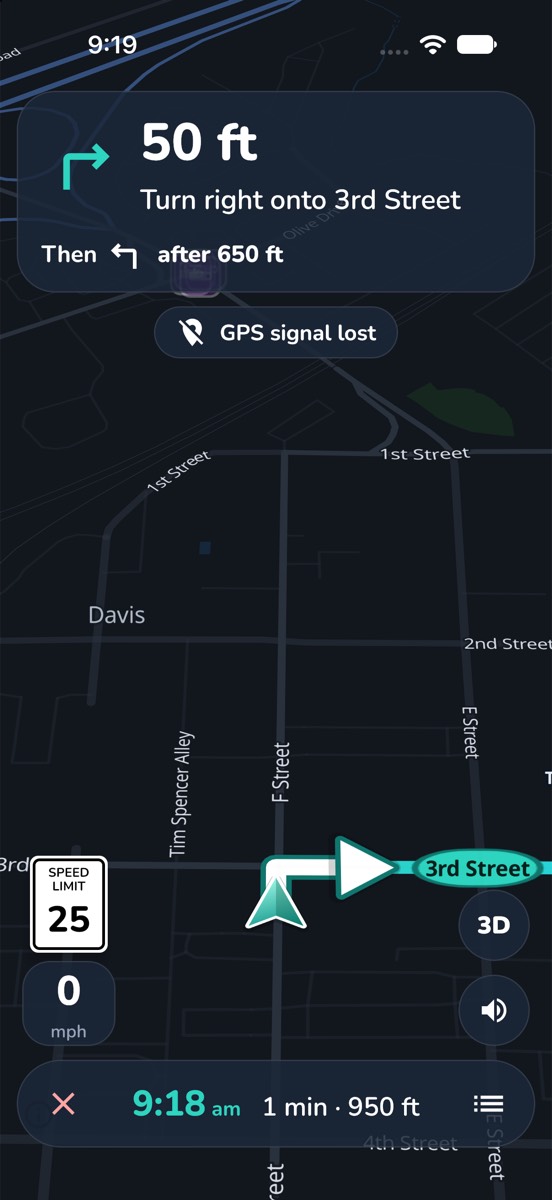 9:19
oad
50 ft
Turn right onto 3rd Street
Olive Dr
Then after 650 ft
GPS signal lost
1st Street
1st Street
Davis
2nd Street
E Street
Tim Spencer Alley
F Street
T
3rd
3rd Street
SPEED
LIMIT
25
3D
0
mph
9:18 am 1 min · 950 ft
4th Street
E Street
reet